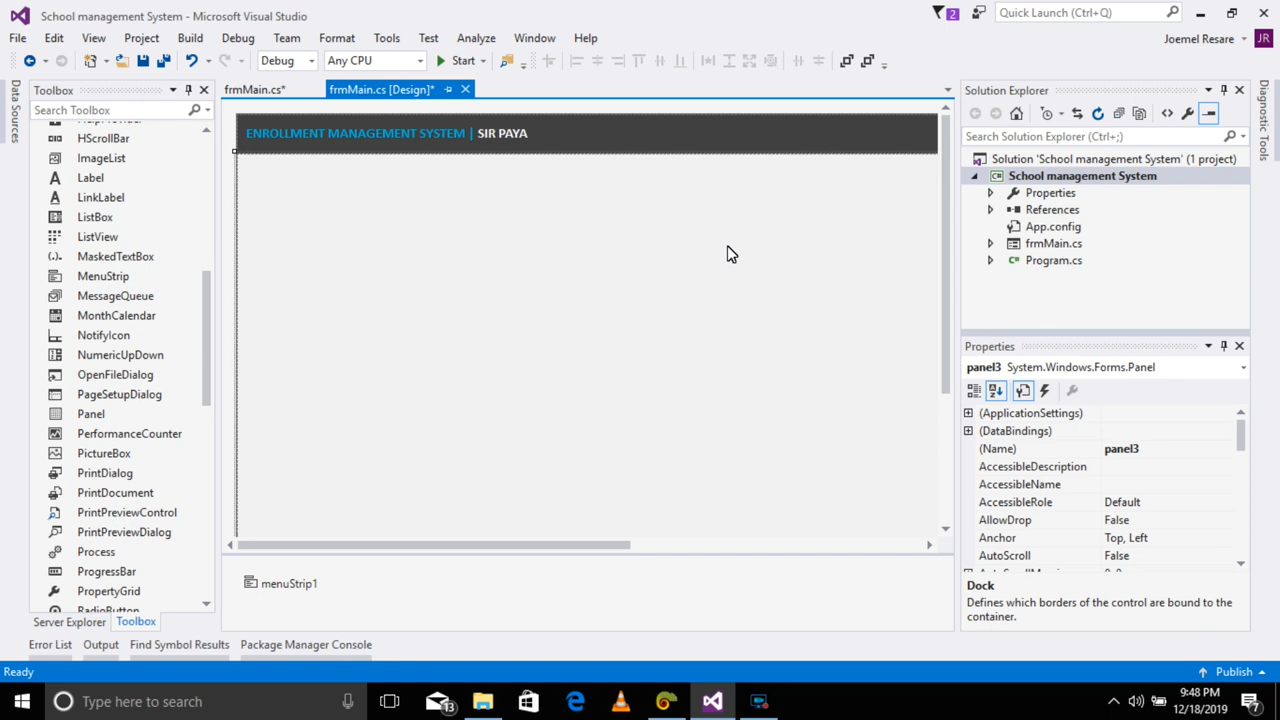 School management System - Microsoft Visual Studio
2
Quick Launch (Ctrl+Q)
File Edit View Project Build Debug Team Format Tools Test Analyze Window Help
Joemel Resare JR
Debug Any CPU Start
Data Sources
Toolbox
Search Toolbox
HScrollBar
ImageList
Label
LinkLabel
ListBox
ListView
MaskedTextBox
MenuStrip
MessageQueue
MonthCalendar
NotifyIcon
NumericUpDown
OpenFileDialog
PageSetupDialog
Panel
PerformanceCounter
PictureBox
PrintDialog
PrintDocument
PrintPreviewControl
PrintPreviewDialog
Process
ProgressBar
PropertyGrid
RadioButton
Server Explorer Toolbox
frmMain.cs* frmMain.cs [Design]*
ENROLLMENT MANAGEMENT SYSTEM | SIR PAYA
menuStrip1
Solution Explorer
Search Solution Explorer (Ctrl+;)
Solution 'School management System' (1 project)
School management System
Properties
References
App.config
frmMain.cs
Program.cs
Diagnostic Tools
Properties
panel3 System.Windows.Forms.Panel
(ApplicationSettings)
(DataBindings)
(Name) panel3
AccessibleDescription
AccessibleName
AccessibleRole Default
AllowDrop False
Anchor Top, Left
AutoScroll False
Dock
Defines which borders of the control are bound to the
container.
Error List Output Find Symbol Results Package Manager Console
Ready
Publish
Type here to search
13
9:48 PM
12/18/2019
7